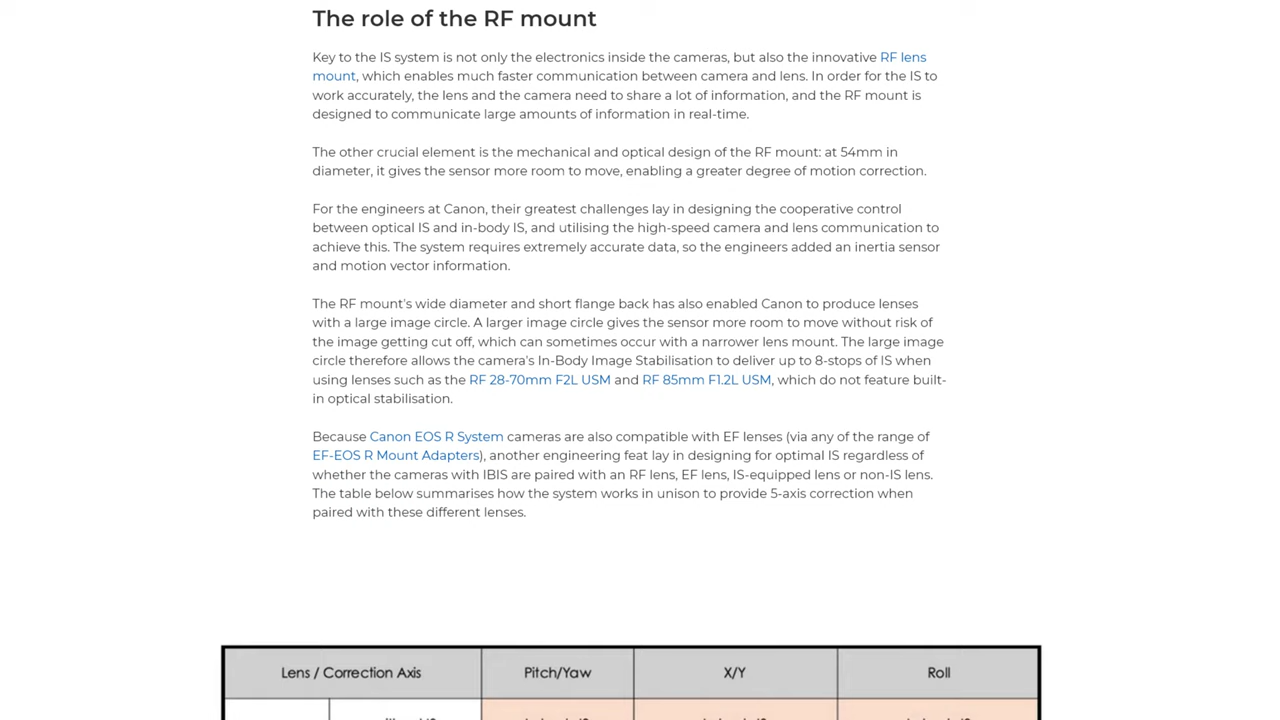 The role of the RF mount
Key to the IS system is not only the electronics inside the cameras, but also the innovative RF lens
mount, which enables much faster communication between camera and lens. In order for the IS to
work accurately, the lens and the camera need to share a lot of information, and the RF mount is
designed to communicate large amounts of information in real-time.
The other crucial element is the mechanical and optical design of the RF mount: at 54mm in
diameter, it gives the sensor more room to move, enabling a greater degree of motion correction.
For the engineers at Canon, their greatest challenges lay in designing the cooperative control
between optical IS and in-body IS, and utilising the high-speed camera and lens communication to
achieve this. The system requires extremely accurate data, so the engineers added an inertia sensor
and motion vector information.
The RF mount's wide diameter and short flange back has also enabled Canon to produce lenses
with a large image circle. A larger image circle gives the sensor more room to move without risk of
the image getting cut off, which can sometimes occur with a narrower lens mount. The large image
circle therefore allows the camera's In-Body Image Stabilisation to deliver up to 8-stops of IS when
using lenses such as the RF 28-70mm F2L USM and RF 85mm F1.2L USM, which do not feature built-
in optical stabilisation.
Because Canon EOS R System cameras are also compatible with EF lenses (via any of the range of
EF-EOS R Mount Adapters), another engineering feat lay in designing for optimal IS regardless of
whether the cameras with IBIS are paired with an RF lens, EF lens, IS-equipped lens or non-IS lens.
The table below summarises how the system works in unison to provide 5-axis correction when
paired with these different lenses.
Lens / Correction Axis Pitch/Yaw X/Y Roll